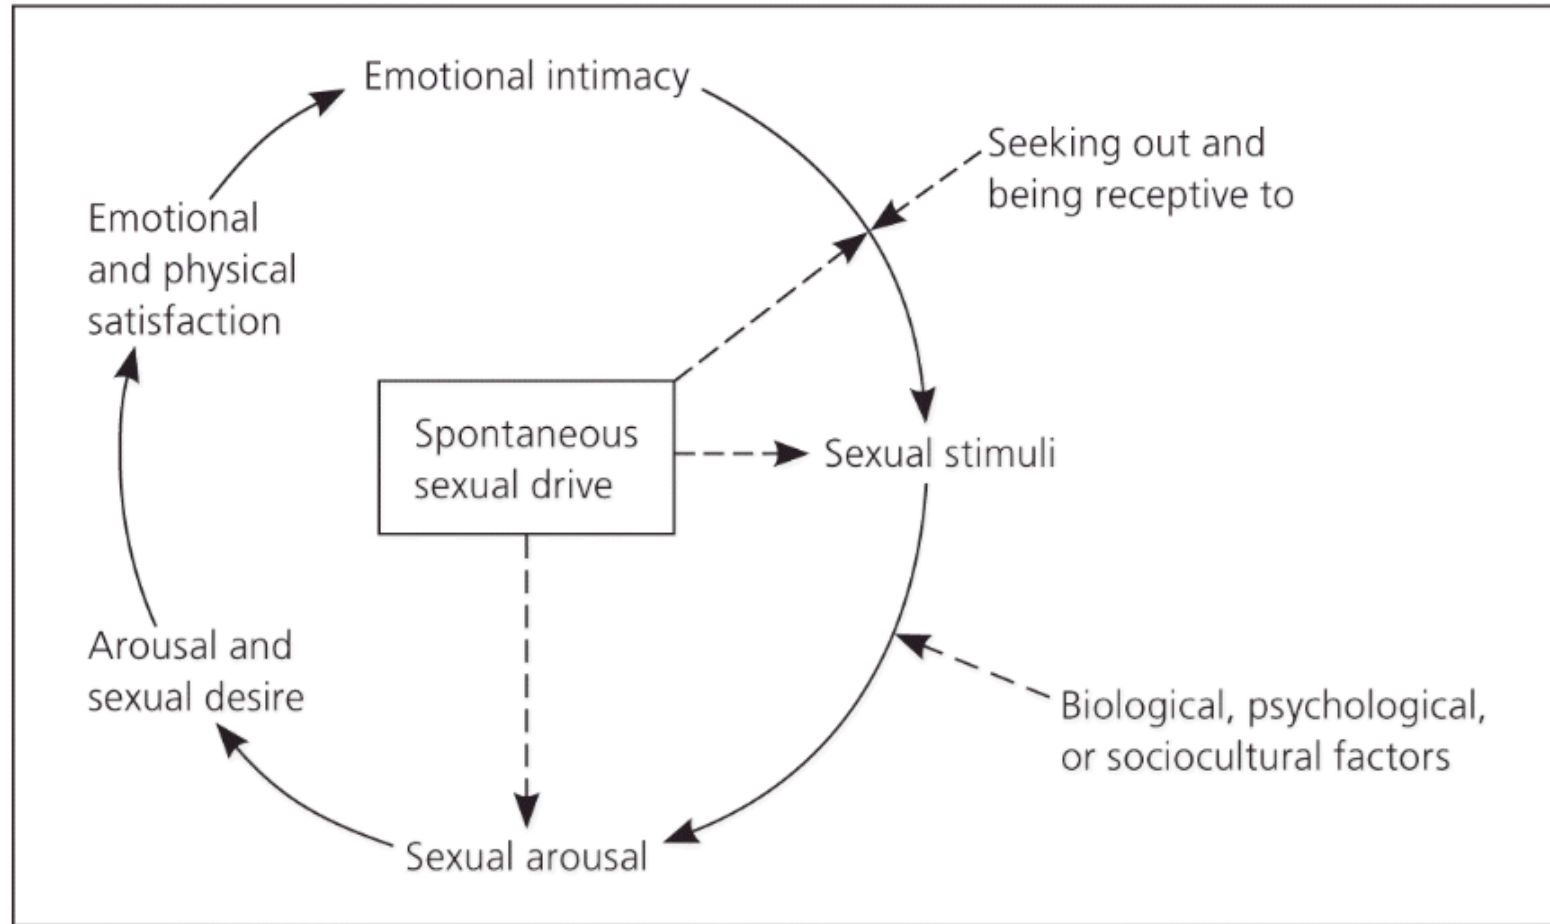 Emotional intimacy
Seeking out and
being receptive to
Emotional
and physical
satisfaction
Spontaneous
sexual drive
Sexual stimuli
Arousal and
sexual desire
Biological, psychological,
or sociocultural factors
Sexual arousal